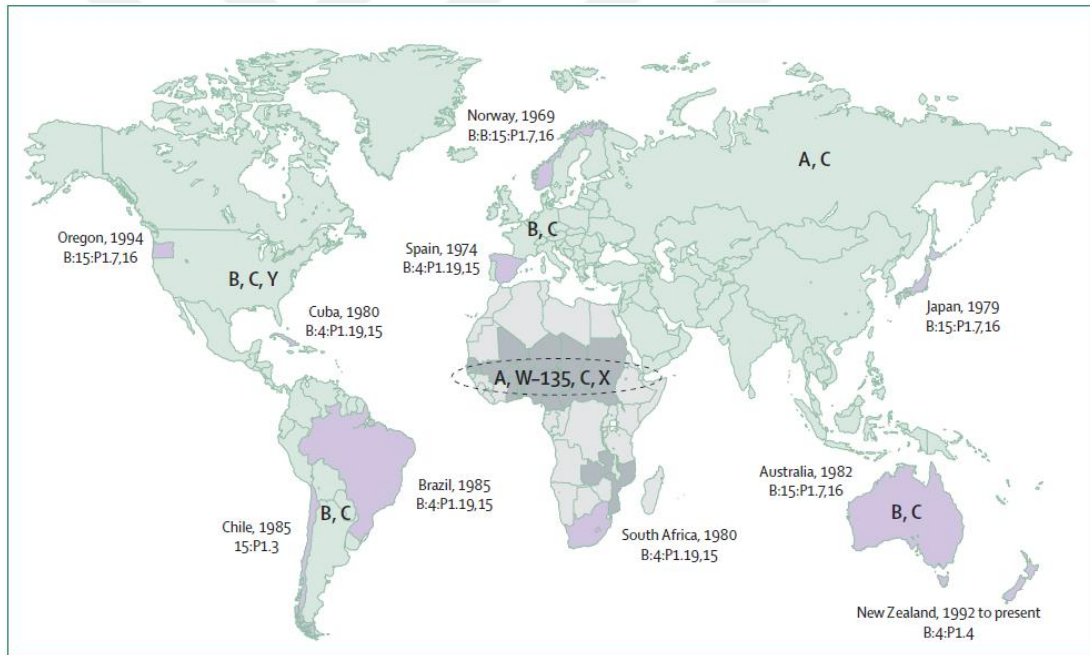 Norway, 1969
B:B:15:P1.7,16
A, C
Oregon, 1994
B:15:P1.7,16
B, C, Y
Spain, 1974
B:4:P1.19,15
B, C
Cuba, 1980
B:4:P1.19,15
Japan, 1979
B:15:P1.7,16
A, W–135, C, X
Brazil, 1985
B:4:P1.19,15
Chile, 1985
15:P1.3
B, C
South Africa, 1980
B:4:P1.19,15
Australia, 1982
B:15:P1.7,16
B, C
New Zealand, 1992 to present
B:4:P1.4